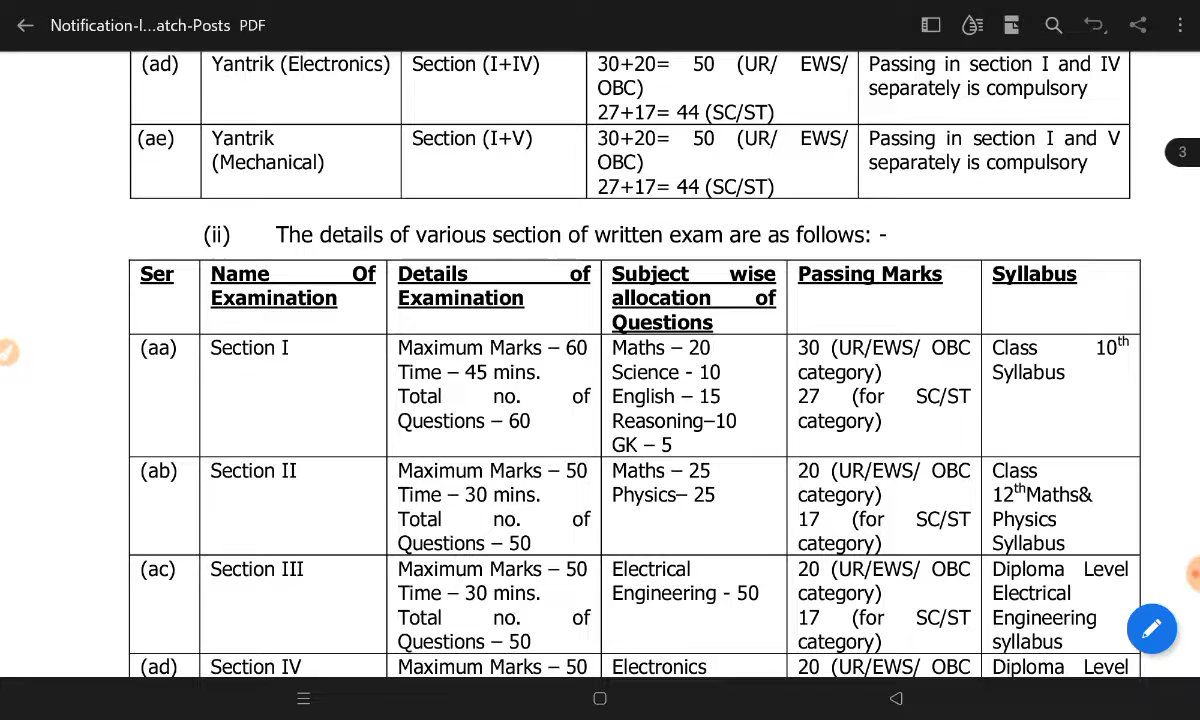 Notification-I...atch-Posts PDF
(ad) Yantrik (Electronics) Section (I+IV) 30+20= 50 (UR/ EWS/ OBC) 27+17= 44 (SC/ST) Passing in section I and IV separately is compulsory
(ae) Yantrik (Mechanical) Section (I+V) 30+20= 50 (UR/ EWS/ OBC) 27+17= 44 (SC/ST) Passing in section I and V separately is compulsory
3
(ii) The details of various section of written exam are as follows: -
Ser Name Of Examination Details of Examination Subject wise allocation of Questions Passing Marks Syllabus
(aa) Section I Maximum Marks – 60 Time – 45 mins. Total no. of Questions – 60 Maths – 20 Science - 10 English – 15 Reasoning–10 GK – 5 30 (UR/EWS/ OBC category) 27 (for SC/ST category) Class 10th Syllabus
(ab) Section II Maximum Marks – 50 Time – 30 mins. Total no. of Questions – 50 Maths – 25 Physics– 25 20 (UR/EWS/ OBC category) 17 (for SC/ST category) Class 12thMaths& Physics Syllabus
(ac) Section III Maximum Marks – 50 Time – 30 mins. Total no. of Questions – 50 Electrical Engineering - 50 20 (UR/EWS/ OBC category) 17 (for SC/ST category) Diploma Level Electrical Engineering syllabus
(ad) Section IV Maximum Marks – 50 Electronics 20 (UR/EWS/ OBC Diploma Level